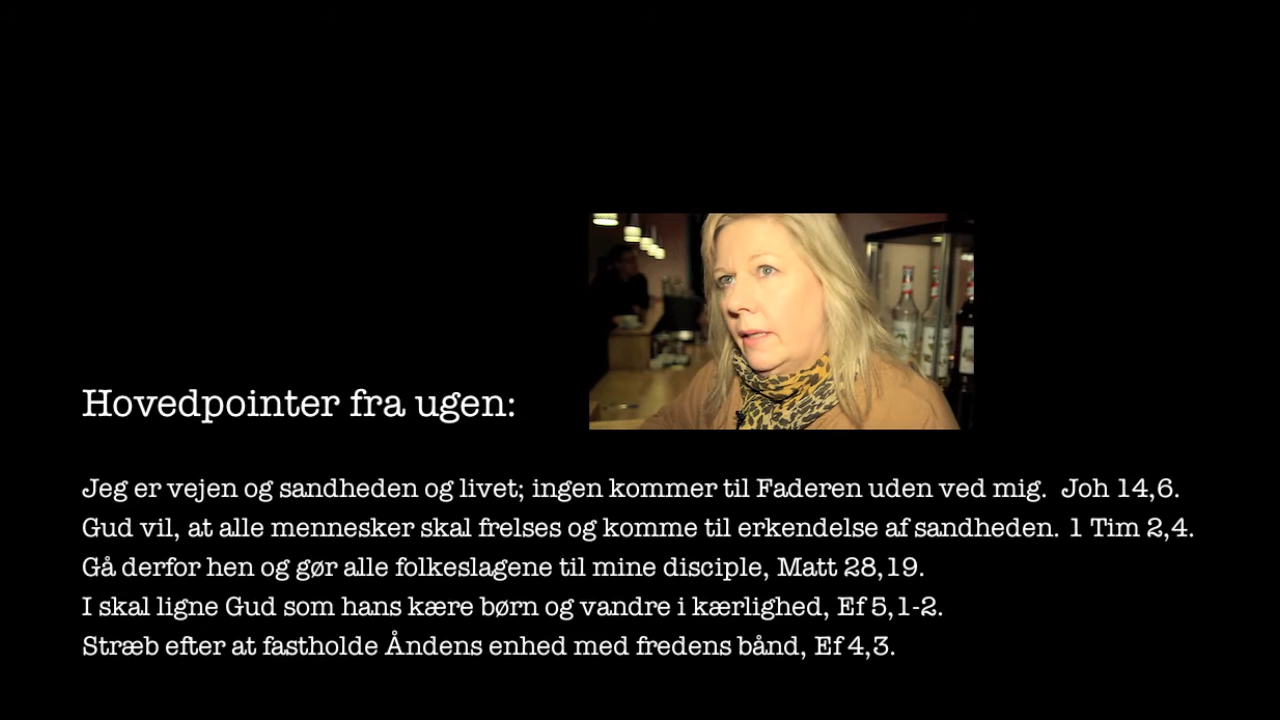 Hovedpointer fra ugen:
Jeg er vejen og sandheden og livet; ingen kommer til Faderen uden ved mig.  Joh 14,6.
Gud vil, at alle mennesker skal frelses og komme til erkendelse af sandheden. 1 Tim 2,4.
Gå derfor hen og gør alle folkeslagene til mine disciple, Matt 28,19.
I skal ligne Gud som hans kære børn og vandre i kærlighed, Ef 5,1-2.
Stræb efter at fastholde Åndens enhed med fredens bånd, Ef 4,3.